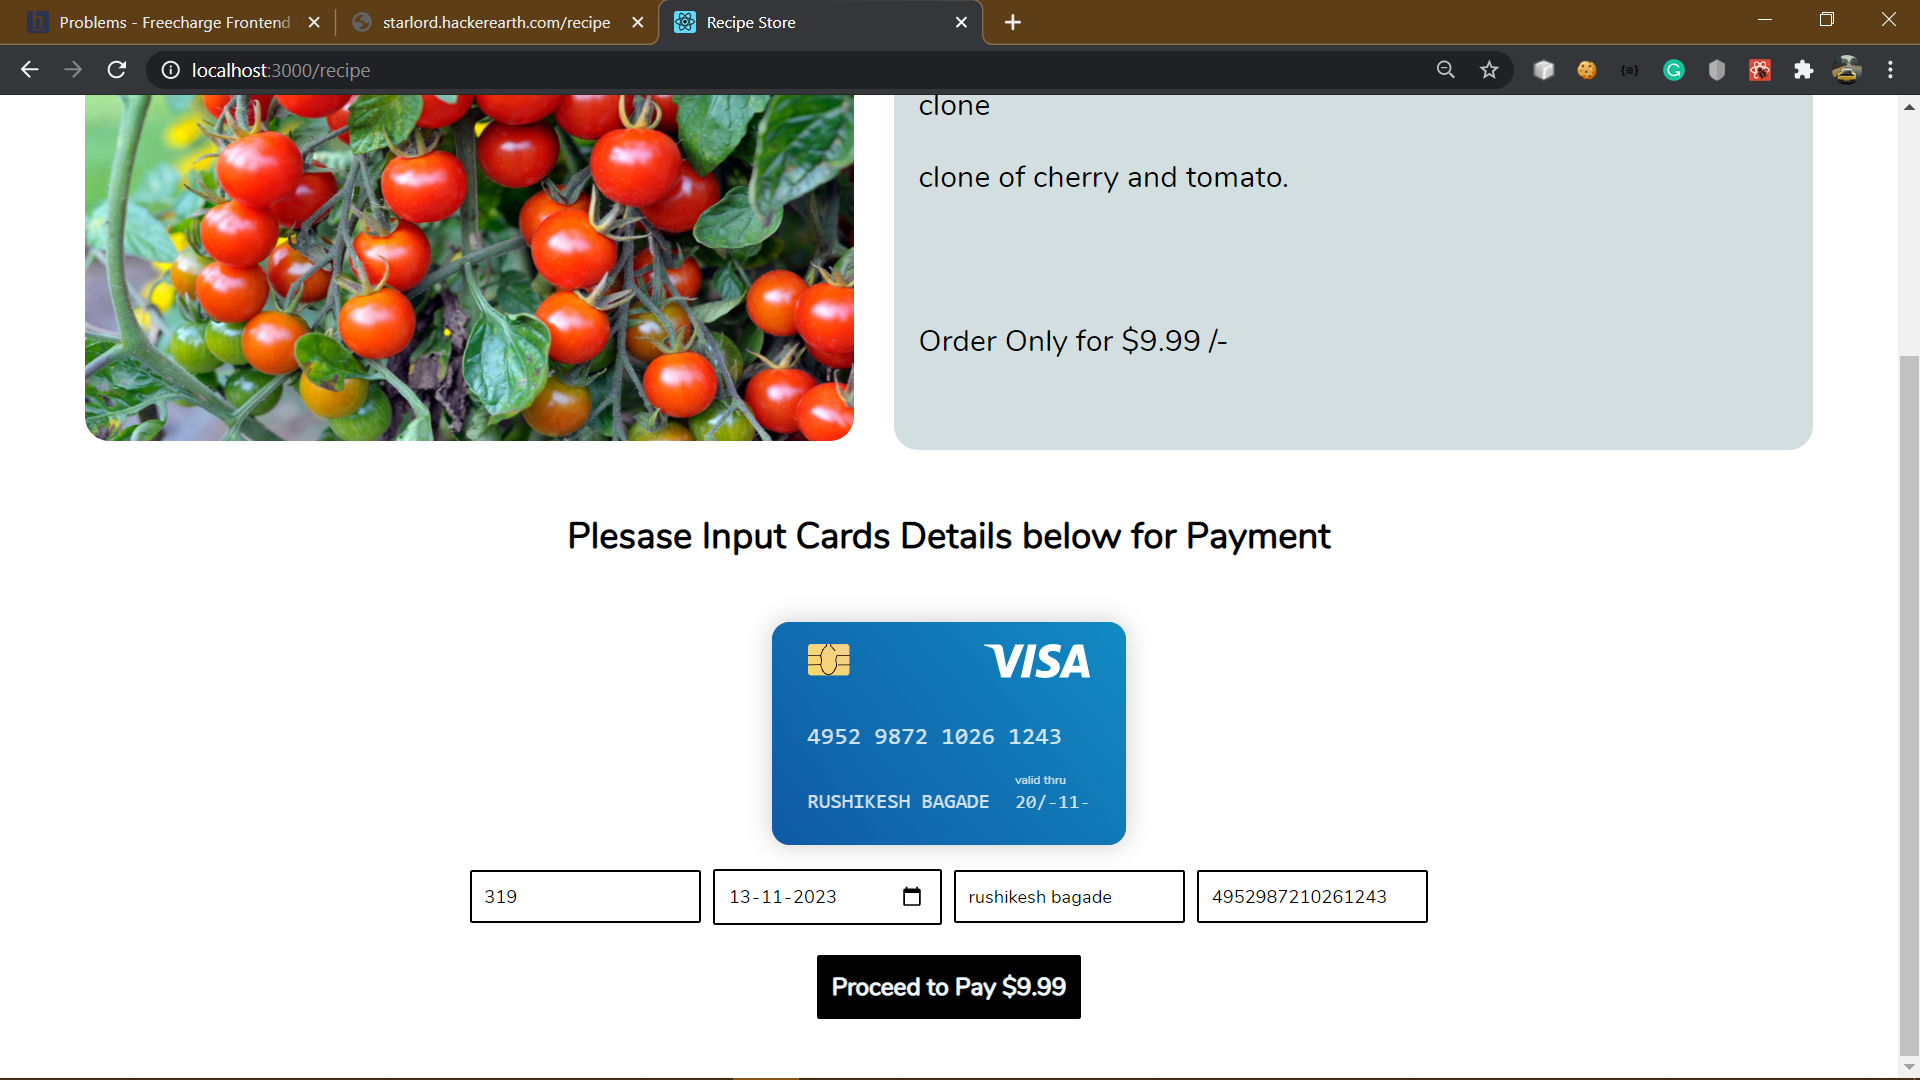 Problems - Freecharge Frontend
starlord.hackerearth.com/recipe
Recipe Store
localhost:3000/recipe
clone
clone of cherry and tomato.
Order Only for $9.99 /-
Plesase Input Cards Details below for Payment
VISA
4952 9872 1026 1243
valid thru
RUSHIKESH BAGADE 20/-11-
319
13-11-2023
rushikesh bagade
4952987210261243
Proceed to Pay $9.99